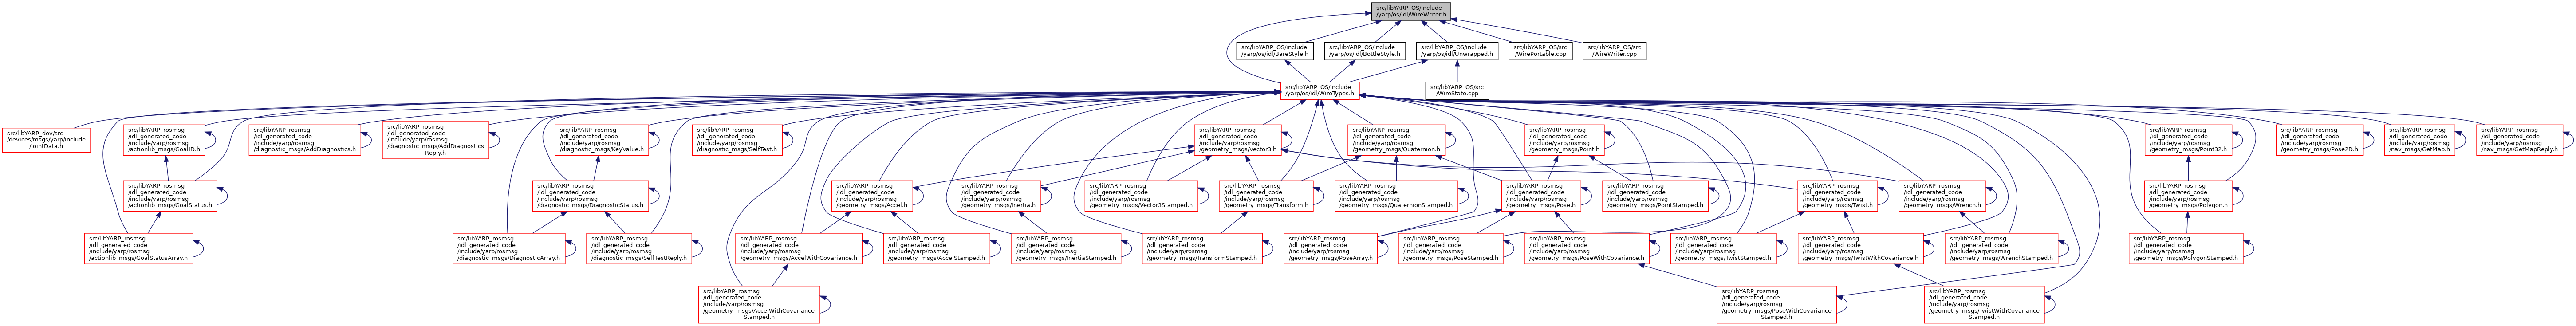 src/libYARP_OS/include
/yarp/os/idl/WireWriter.h
src/libYARP_OS/include
/yarp/os/idl/BareStyle.h
src/libYARP_OS/include
/yarp/os/idl/BottleStyle.h
src/libYARP_OS/include
/yarp/os/idl/Unwrapped.h
src/libYARP_OS/src
/WirePortable.cpp
src/libYARP_OS/src
/WireWriter.cpp
src/libYARP_OS/include
/yarp/os/idl/WireTypes.h
src/libYARP_OS/src
/WireState.cpp
src/libYARP_dev/src
/devices/msgs/yarp/include
/jointData.h
src/libYARP_rosmsg
/idl_generated_code
/include/yarp/rosmsg
/actionlib_msgs/GoalID.h
src/libYARP_rosmsg
/idl_generated_code
/include/yarp/rosmsg
/diagnostic_msgs/AddDiagnostics.h
src/libYARP_rosmsg
/idl_generated_code
/include/yarp/rosmsg
/diagnostic_msgs/AddDiagnostics
Reply.h
src/libYARP_rosmsg
/idl_generated_code
/include/yarp/rosmsg
/diagnostic_msgs/KeyValue.h
src/libYARP_rosmsg
/idl_generated_code
/include/yarp/rosmsg
/diagnostic_msgs/SelfTest.h
src/libYARP_rosmsg
/idl_generated_code
/include/yarp/rosmsg
/geometry_msgs/Vector3.h
src/libYARP_rosmsg
/idl_generated_code
/include/yarp/rosmsg
/geometry_msgs/Quaternion.h
src/libYARP_rosmsg
/idl_generated_code
/include/yarp/rosmsg
/geometry_msgs/Point.h
src/libYARP_rosmsg
/idl_generated_code
/include/yarp/rosmsg
/geometry_msgs/Point32.h
src/libYARP_rosmsg
/idl_generated_code
/include/yarp/rosmsg
/geometry_msgs/Pose2D.h
src/libYARP_rosmsg
/idl_generated_code
/include/yarp/rosmsg
/nav_msgs/GetMap.h
src/libYARP_rosmsg
/idl_generated_code
/include/yarp/rosmsg
/nav_msgs/GetMapReply.h
src/libYARP_rosmsg
/idl_generated_code
/include/yarp/rosmsg
/actionlib_msgs/GoalStatus.h
src/libYARP_rosmsg
/idl_generated_code
/include/yarp/rosmsg
/diagnostic_msgs/DiagnosticStatus.h
src/libYARP_rosmsg
/idl_generated_code
/include/yarp/rosmsg
/geometry_msgs/Accel.h
src/libYARP_rosmsg
/idl_generated_code
/include/yarp/rosmsg
/geometry_msgs/Inertia.h
src/libYARP_rosmsg
/idl_generated_code
/include/yarp/rosmsg
/geometry_msgs/Vector3Stamped.h
src/libYARP_rosmsg
/idl_generated_code
/include/yarp/rosmsg
/geometry_msgs/Transform.h
src/libYARP_rosmsg
/idl_generated_code
/include/yarp/rosmsg
/geometry_msgs/QuaternionStamped.h
src/libYARP_rosmsg
/idl_generated_code
/include/yarp/rosmsg
/geometry_msgs/Pose.h
src/libYARP_rosmsg
/idl_generated_code
/include/yarp/rosmsg
/geometry_msgs/PointStamped.h
src/libYARP_rosmsg
/idl_generated_code
/include/yarp/rosmsg
/geometry_msgs/Twist.h
src/libYARP_rosmsg
/idl_generated_code
/include/yarp/rosmsg
/geometry_msgs/Wrench.h
src/libYARP_rosmsg
/idl_generated_code
/include/yarp/rosmsg
/geometry_msgs/Polygon.h
src/libYARP_rosmsg
/idl_generated_code
/include/yarp/rosmsg
/actionlib_msgs/GoalStatusArray.h
src/libYARP_rosmsg
/idl_generated_code
/include/yarp/rosmsg
/diagnostic_msgs/DiagnosticArray.h
src/libYARP_rosmsg
/idl_generated_code
/include/yarp/rosmsg
/diagnostic_msgs/SelfTestReply.h
src/libYARP_rosmsg
/idl_generated_code
/include/yarp/rosmsg
/geometry_msgs/AccelWithCovariance.h
src/libYARP_rosmsg
/idl_generated_code
/include/yarp/rosmsg
/geometry_msgs/AccelStamped.h
src/libYARP_rosmsg
/idl_generated_code
/include/yarp/rosmsg
/geometry_msgs/InertiaStamped.h
src/libYARP_rosmsg
/idl_generated_code
/include/yarp/rosmsg
/geometry_msgs/TransformStamped.h
src/libYARP_rosmsg
/idl_generated_code
/include/yarp/rosmsg
/geometry_msgs/PoseArray.h
src/libYARP_rosmsg
/idl_generated_code
/include/yarp/rosmsg
/geometry_msgs/PoseStamped.h
src/libYARP_rosmsg
/idl_generated_code
/include/yarp/rosmsg
/geometry_msgs/PoseWithCovariance.h
src/libYARP_rosmsg
/idl_generated_code
/include/yarp/rosmsg
/geometry_msgs/TwistStamped.h
src/libYARP_rosmsg
/idl_generated_code
/include/yarp/rosmsg
/geometry_msgs/TwistWithCovariance.h
src/libYARP_rosmsg
/idl_generated_code
/include/yarp/rosmsg
/geometry_msgs/WrenchStamped.h
src/libYARP_rosmsg
/idl_generated_code
/include/yarp/rosmsg
/geometry_msgs/PolygonStamped.h
src/libYARP_rosmsg
/idl_generated_code
/include/yarp/rosmsg
/geometry_msgs/AccelWithCovariance
Stamped.h
src/libYARP_rosmsg
/idl_generated_code
/include/yarp/rosmsg
/geometry_msgs/PoseWithCovariance
Stamped.h
src/libYARP_rosmsg
/idl_generated_code
/include/yarp/rosmsg
/geometry_msgs/TwistWithCovariance
Stamped.h